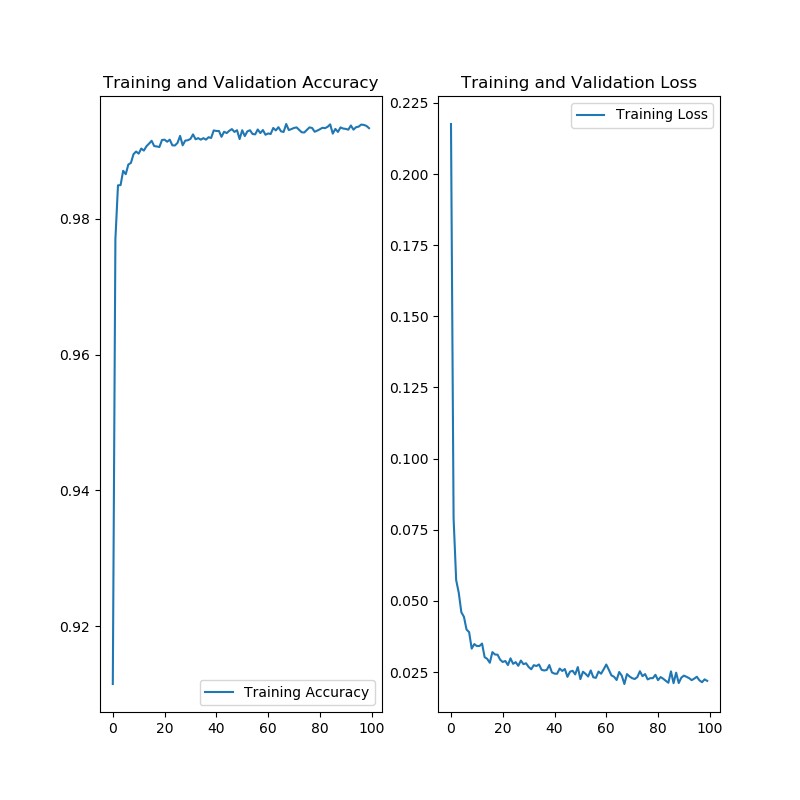 Training and Validation Accuracy
0.98
0.96
0.94
0.92
Training Accuracy
0 20 40 60 80 100
Training and Validation Loss
0.225
Training Loss
0.200
0.175
0.150
0.125
0.100
0.075
0.050
0.025
0 20 40 60 80 100